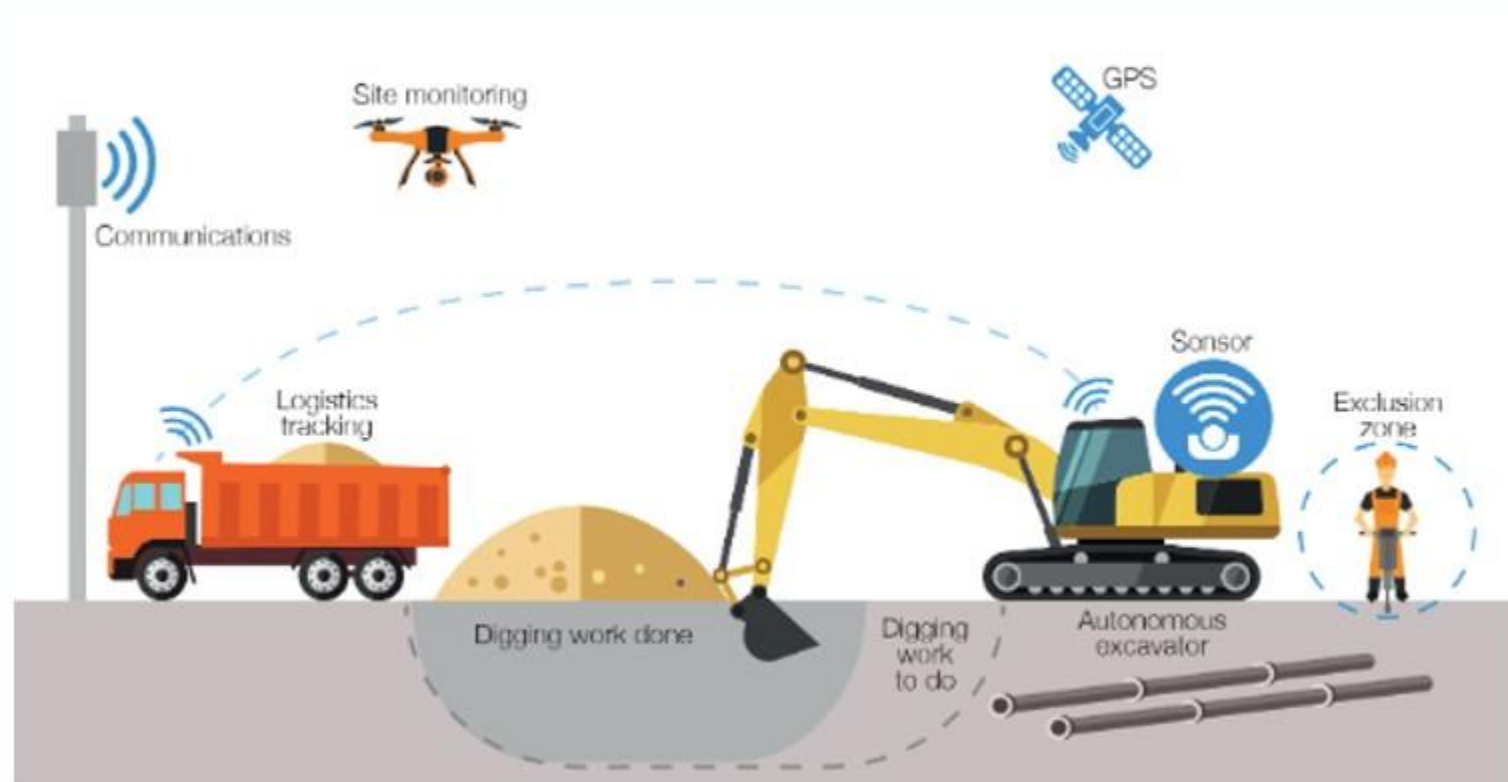 Site monitoring
GPS
Communications
Sensor
Logistics
tracking
Exclusion
zone
Digging work done
Digging
work
to do
Autonomous
excavator